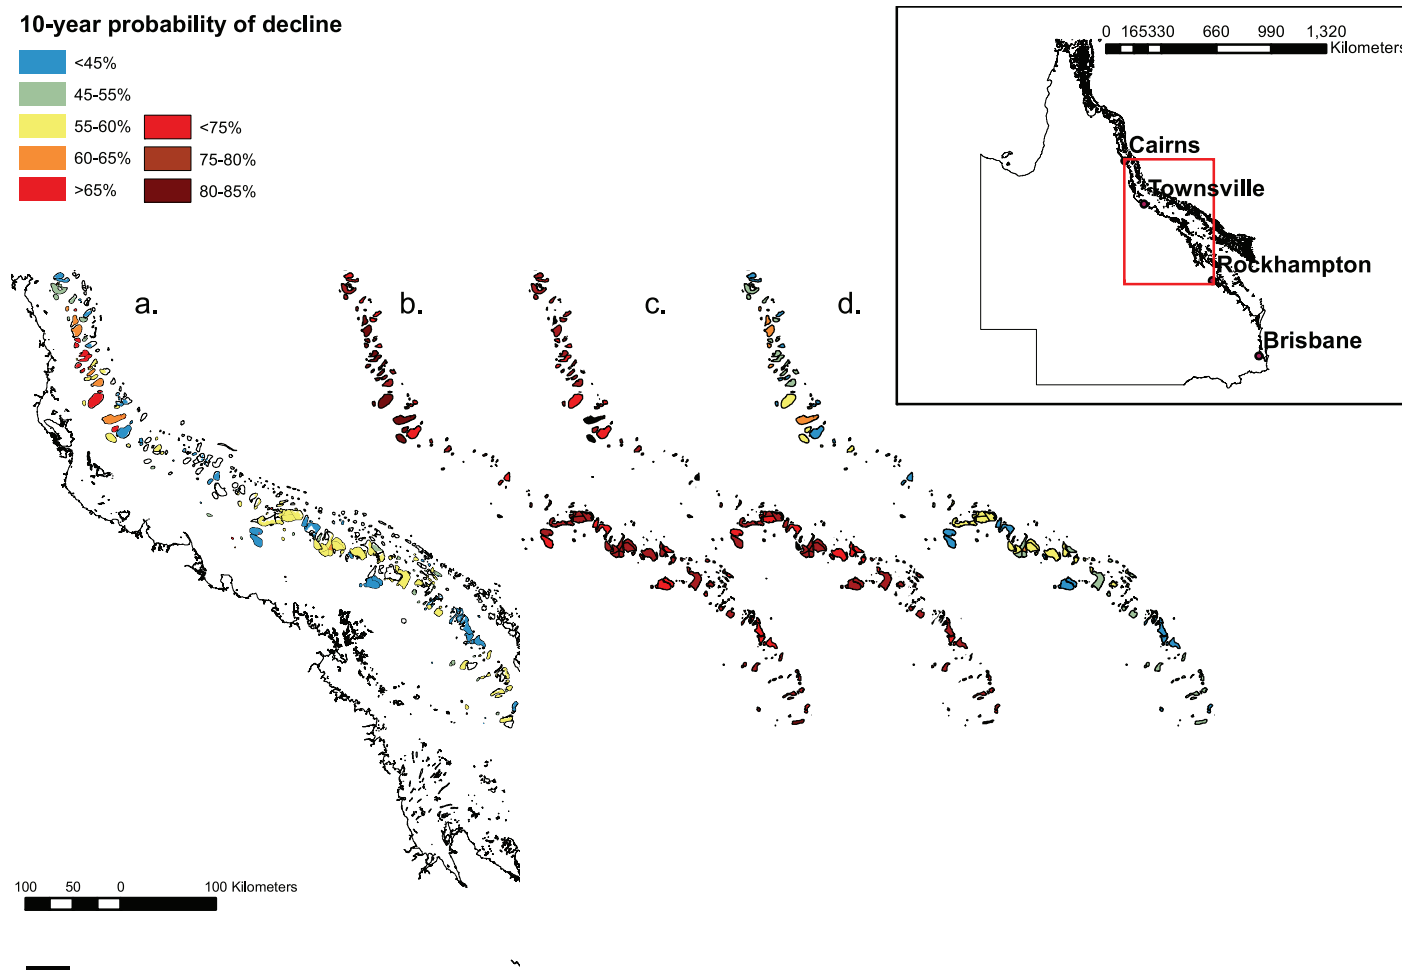 10-year probability of decline
<45%
45-55%
55-60%
60-65%
>65%
<75%
75-80%
80-85%
0 165330 660 990 1,320
Kilometers
Cairns
Townsville
Rockhampton
Brisbane
a.
b.
c.
d.
100 50 0 100 Kilometers